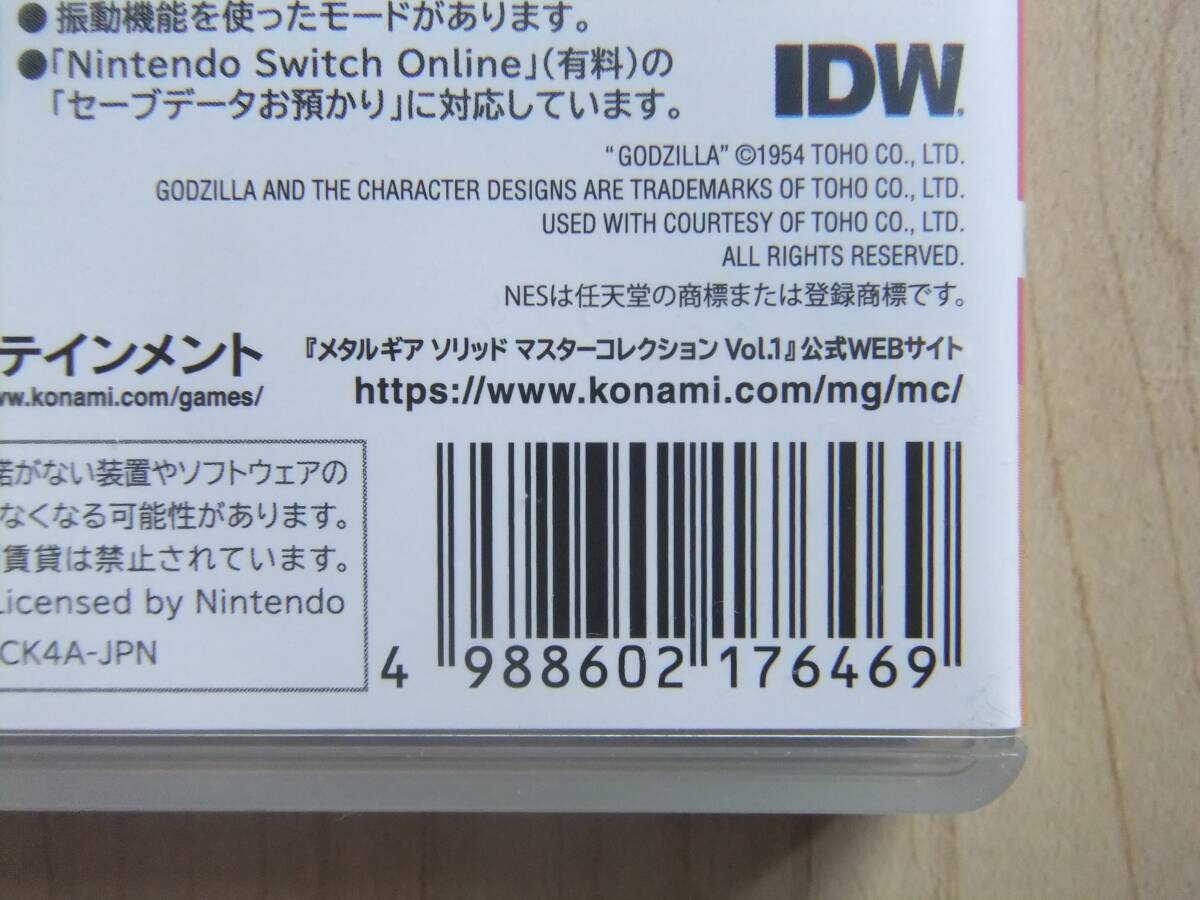 ● 振動機能を使ったモードがあります。
●「Nintendo Switch Online」(有料)の
「セーブデータお預かり」に対応しています。
IDW
“GODZILLA” ©1954 TOHO CO., LTD.
GODZILLA AND THE CHARACTER DESIGNS ARE TRADEMARKS OF TOHO CO., LTD.
USED WITH COURTESY OF TOHO CO., LTD.
ALL RIGHTS RESERVED.
NESは任天堂の商標または登録商標です。
テインメント
w.konami.com/games/
『メタルギア ソリッド マスターコレクション Vol.1』公式WEBサイト
https://www.konami.com/mg/mc/
諾がない装置やソフトウェアの
なくなる可能性があります。
賃貸は禁止されています。
Licensed by Nintendo
CK4A-JPN
4 988602 176469